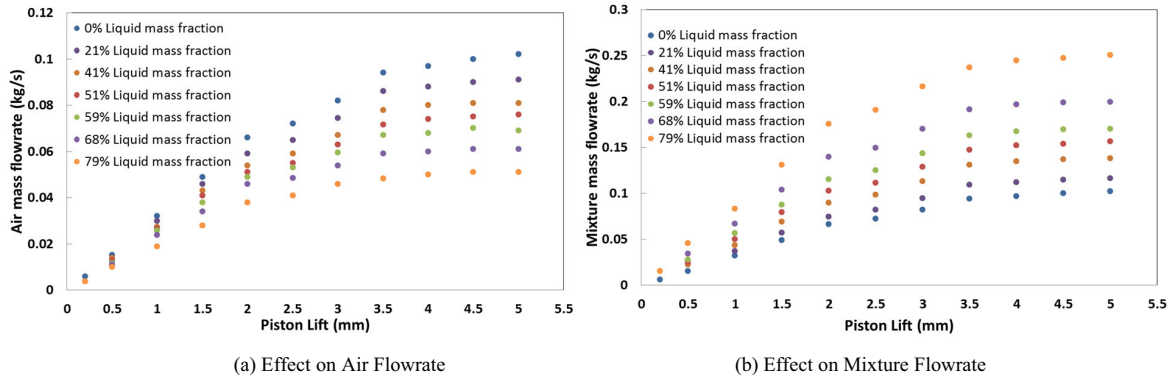 0.12
0.1
0.08
0.06
0.04
0.02
0
Air mass flowrate (kg/s)
0% Liquid mass fraction
21% Liquid mass fraction
41% Liquid mass fraction
51% Liquid mass fraction
59% Liquid mass fraction
68% Liquid mass fraction
79% Liquid mass fraction
0 0.5 1 1.5 2 2.5 3 3.5 4 4.5 5 5.5
Piston Lift (mm)
(a) Effect on Air Flowrate
0.3
0.25
0.2
0.15
0.1
0.05
0
Mixture mass flowrate (kg/s)
0% Liquid mass fraction
21% Liquid mass fraction
41% Liquid mass fraction
51% Liquid mass fraction
59% Liquid mass fraction
68% Liquid mass fraction
79% Liquid mass fraction
0 0.5 1 1.5 2 2.5 3 3.5 4 4.5 5 5.5
Piston Lift (mm)
(b) Effect on Mixture Flowrate